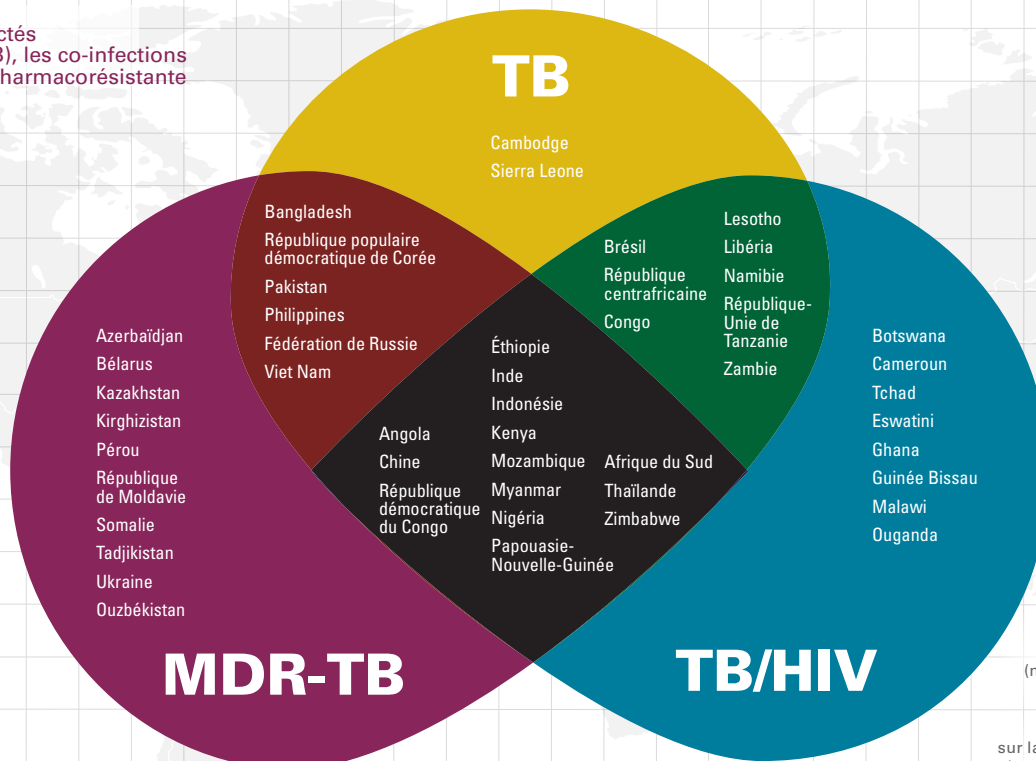 ctés
3), les co-infections
harmacorésistante
TB
Cambodge
Sierra Leone
Bangladesh
République populaire
démocratique de Corée
Pakistan
Philippines
Fédération de Russie
Viet Nam
Brésil
République
centrafricaine
Congo
Lesotho
Libéria
Namibie
République-
Unie de
Tanzanie
Zambie
Azerbaïdjan
Bélarus
Kazakhstan
Kirghizistan
Pérou
République
de Moldavie
Somalie
Tadjikistan
Ukraine
Ouzbékistan
Angola
Chine
République
démocratique
du Congo
Éthiopie
Inde
Indonésie
Kenya
Mozambique
Myanmar
Nigéria
Papouasie-
Nouvelle-Guinée
Afrique du Sud
Thaïlande
Zimbabwe
Botswana
Cameroun
Tchad
Eswatini
Ghana
Guinée Bissau
Malawi
Ouganda
MDR-TB
TB/HIV
(n
sur la